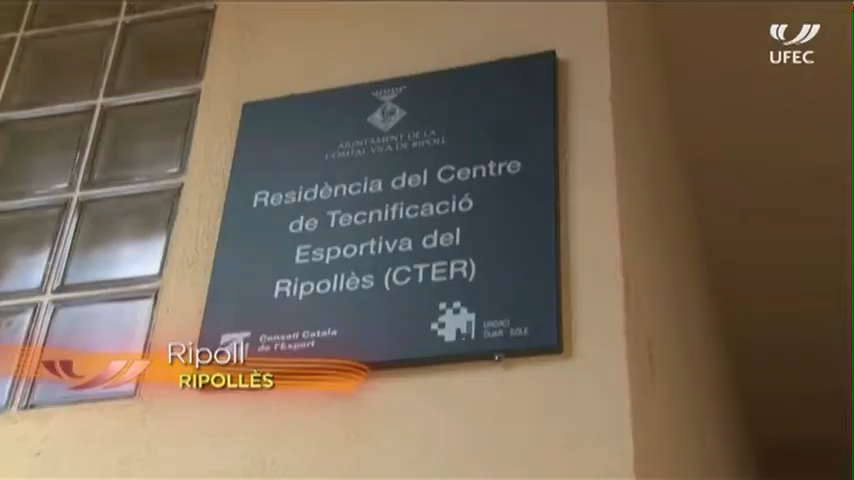 UFEC
AJUNTAMENT DE LA
COMTAL VILA DE RIPOLL
Residència del Centre
de Tecnificació
Esportiva del
Ripollès (CTER)
Consell Català
de l'Esport
Ripoll
RIPOLLÈS